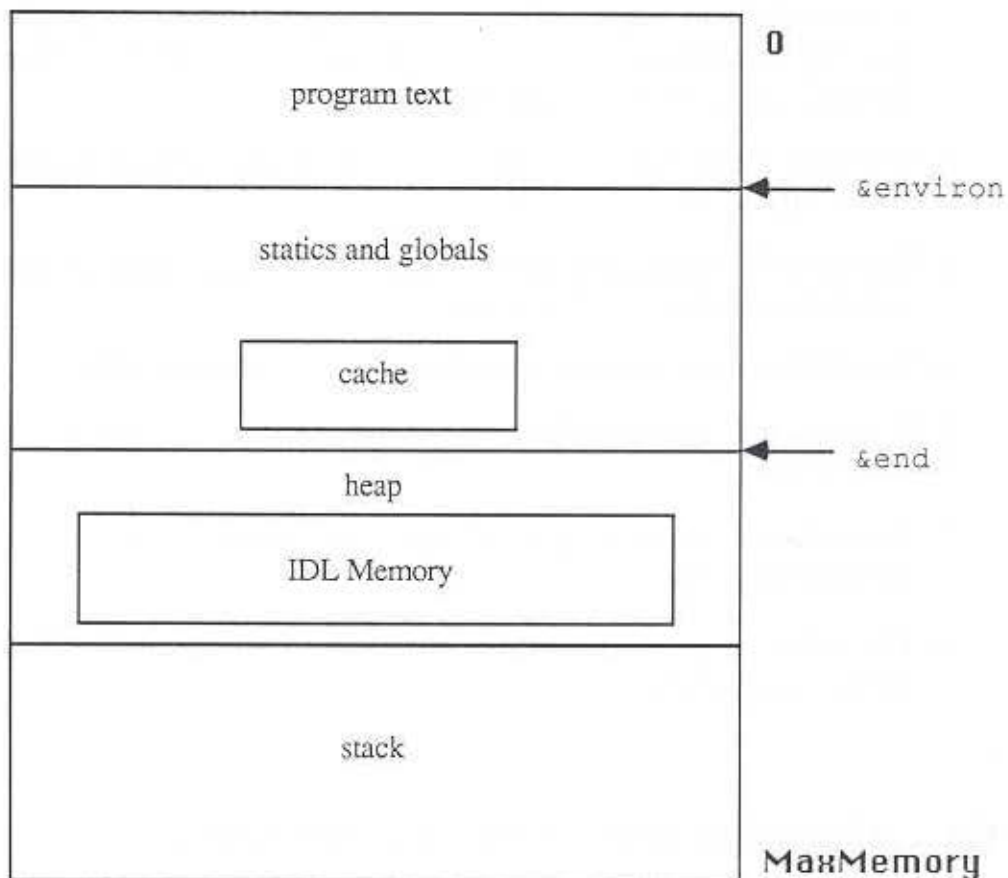 0
program text
&environ
statics and globals
cache
&end
heap
IDL Memory
stack
MaxMemory